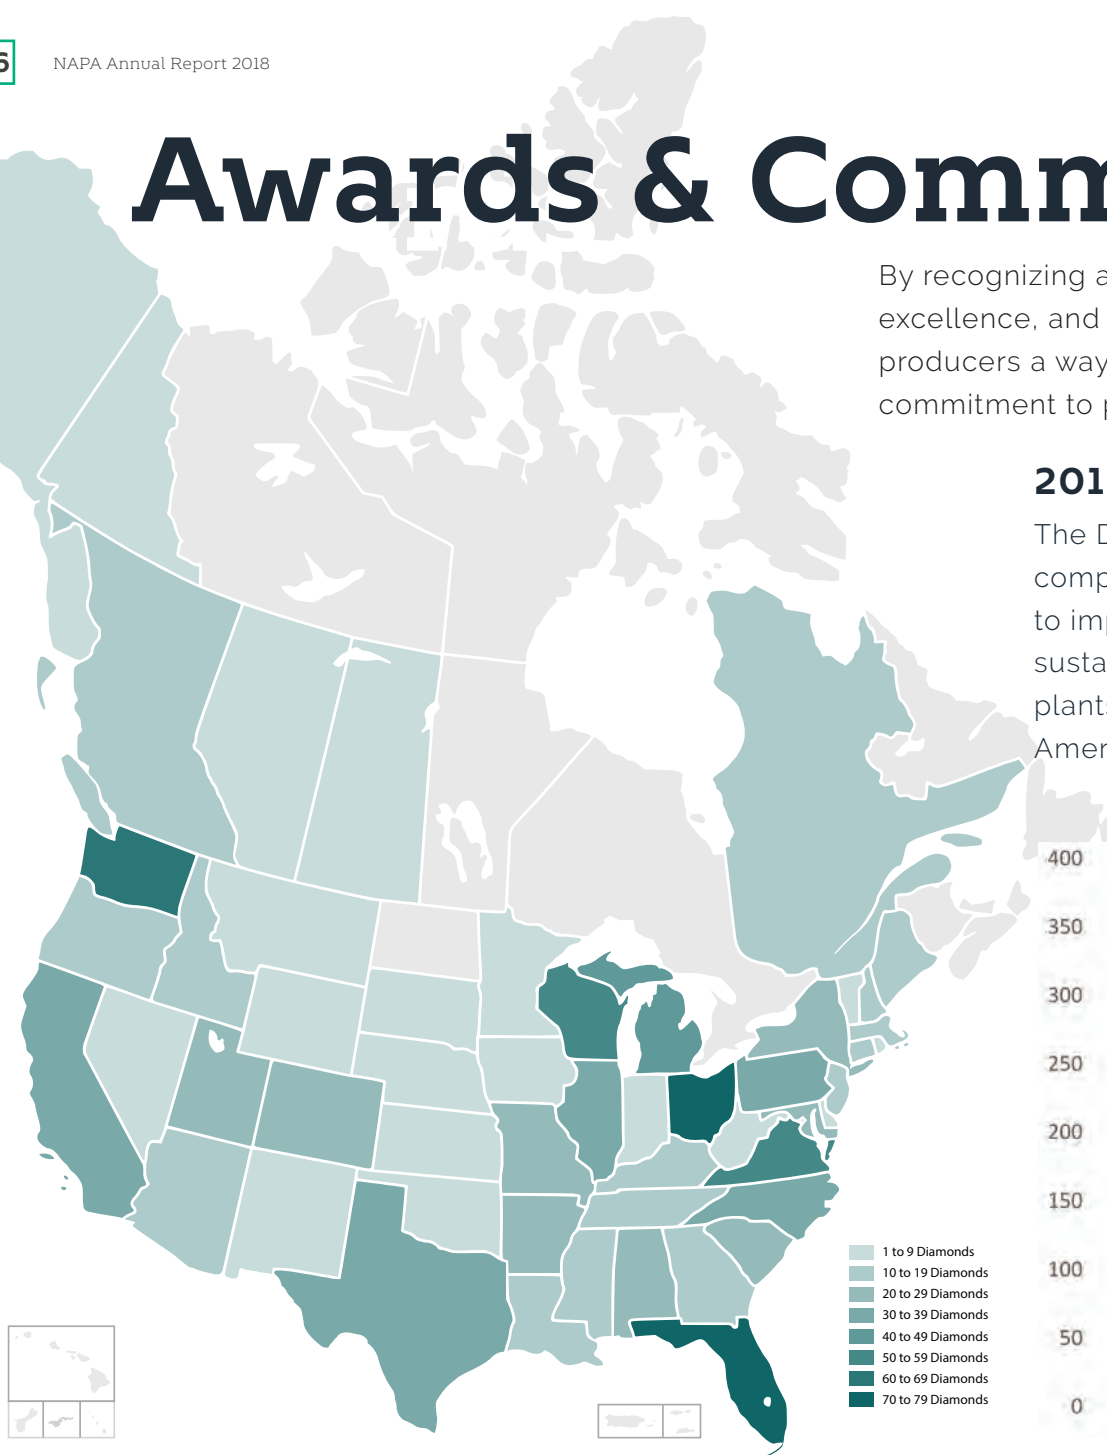 6
NAPA Annual Report 2018
Awards & Comm
By recognizing a
excellence, and
producers a way
commitment to p
201
The D
comp
to imp
susta
plants
Amer
400
350
300
250
200
150
100
50
0
1 to 9 Diamonds
10 to 19 Diamonds
20 to 29 Diamonds
30 to 39 Diamonds
40 to 49 Diamonds
50 to 59 Diamonds
60 to 69 Diamonds
70 to 79 Diamonds